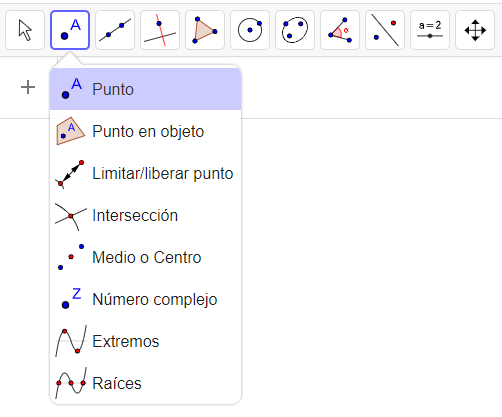 A
a=2
A Punto
A Punto en objeto
Limitar/liberar punto
Intersección
Medio o Centro
Z Número complejo
Extremos
Raíces